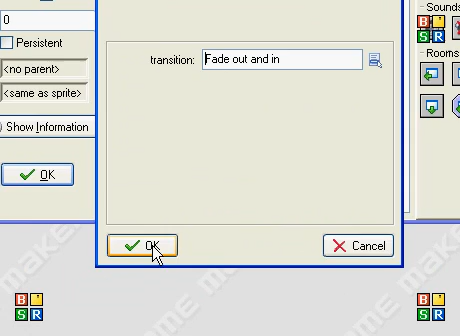 0
Persistent
<no parent>
<same as sprite>
Show Information
OK
transition: Fade out and in
OK
Cancel
Sounds
Rooms
B
S R
B
S R
B
S R